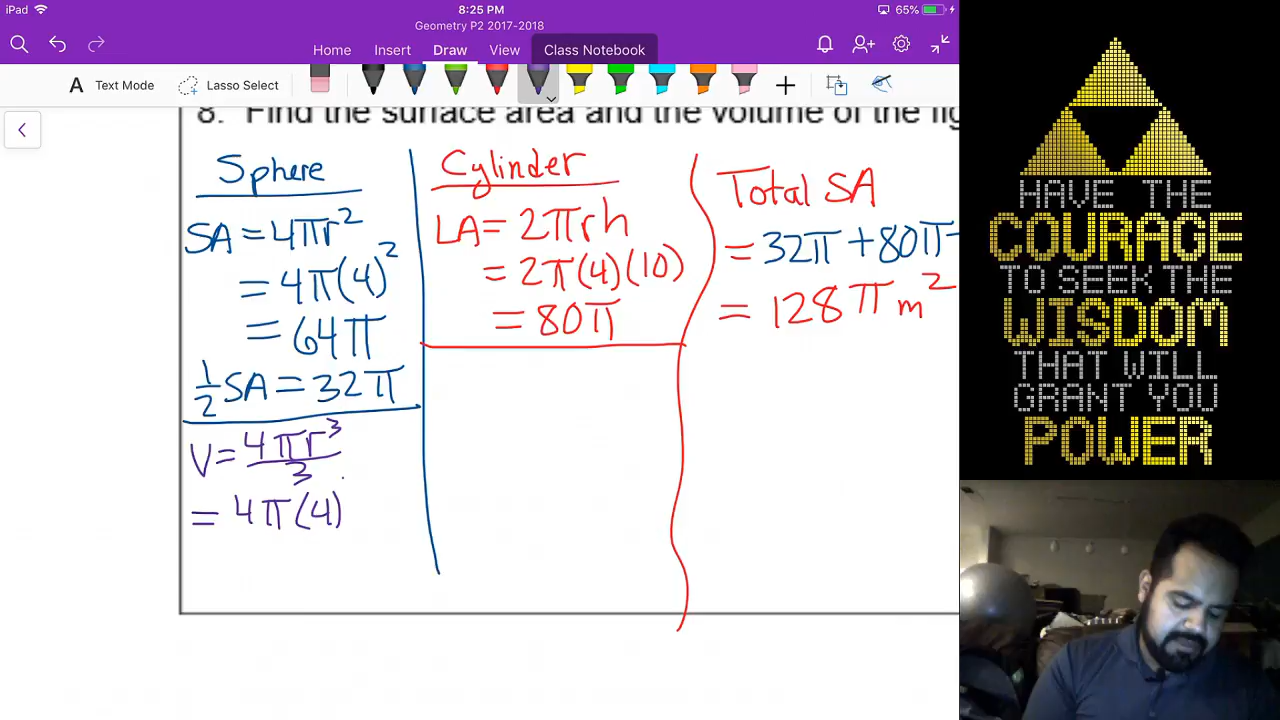 iPad
8:25 PM
65%
Geometry P2 2017-2018
Home Insert Draw View Class Notebook
Text Mode
Lasso Select
8. Find the surface area and the volume of the
Sphere
SA = 4πr²
= 4π(4)²
= 64π
1/2 SA = 32π
V = 4πr³/3
= 4π(4)
Cylinder
LA = 2πrh
= 2π(4)(10)
= 80π
Total SA
= 32π + 80π
= 128π m²
HAVE THE
COURAGE
TO SEEK THE
WISDOM
THAT WILL
GRANT YOU
POWER